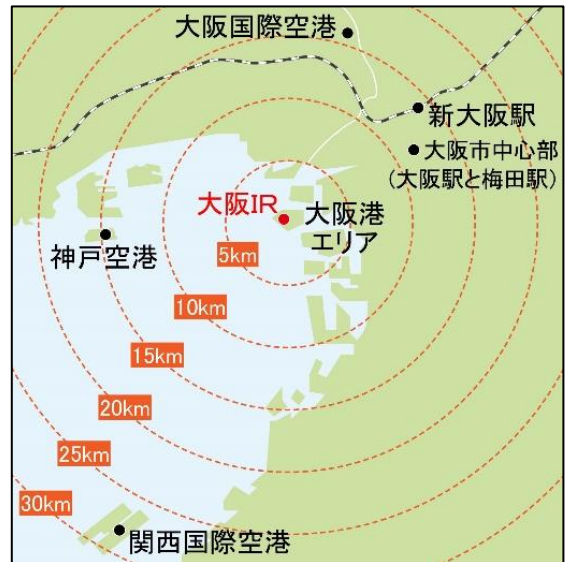 大阪国際空港
新大阪駅
大阪市中心部
(大阪駅と梅田駅)
大阪IR
大阪港
エリア
神戸空港
5km
10km
15km
20km
25km
30km
関西国際空港